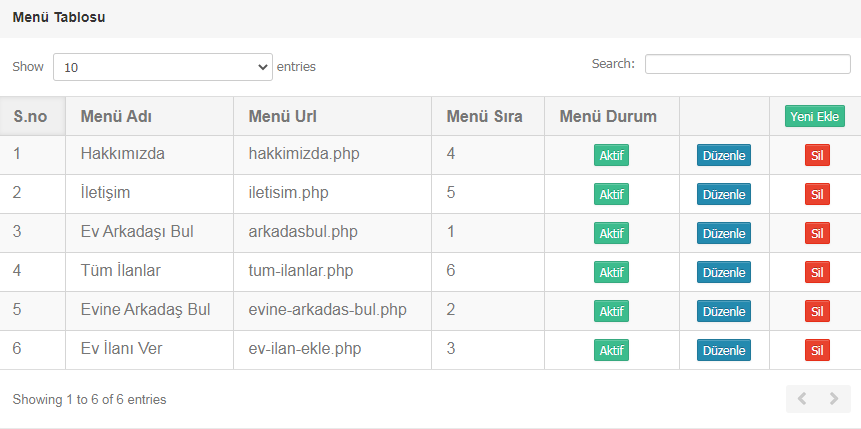 Menü Tablosu
Show 10 entries Search:
S.no Menü Adı Menü Url Menü Sıra Menü Durum Yeni Ekle
1 Hakkımızda hakkimizda.php 4 Aktif Düzenle Sil
2 İletişim iletisim.php 5 Aktif Düzenle Sil
3 Ev Arkadaşı Bul arkadasbul.php 1 Aktif Düzenle Sil
4 Tüm İlanlar tum-ilanlar.php 6 Aktif Düzenle Sil
5 Evine Arkadaş Bul evine-arkadas-bul.php 2 Aktif Düzenle Sil
6 Ev İlanı Ver ev-ilan-ekle.php 3 Aktif Düzenle Sil
Showing 1 to 6 of 6 entries